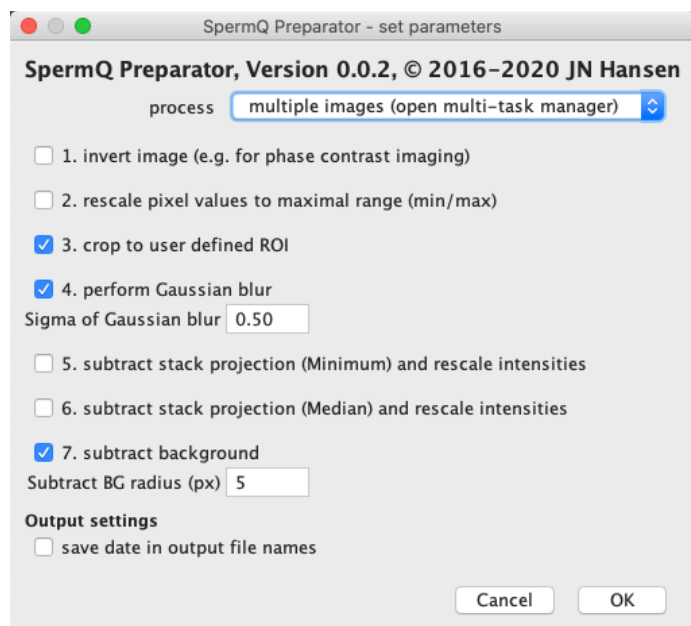 SpermQ Preparator - set parameters
SpermQ Preparator, Version 0.0.2, © 2016–2020 JN Hansen
process multiple images (open multi-task manager)
1. invert image (e.g. for phase contrast imaging)
2. rescale pixel values to maximal range (min/max)
3. crop to user defined ROI
4. perform Gaussian blur
Sigma of Gaussian blur 0.50
5. subtract stack projection (Minimum) and rescale intensities
6. subtract stack projection (Median) and rescale intensities
7. subtract background
Subtract BG radius (px) 5
Output settings
save date in output file names
Cancel OK